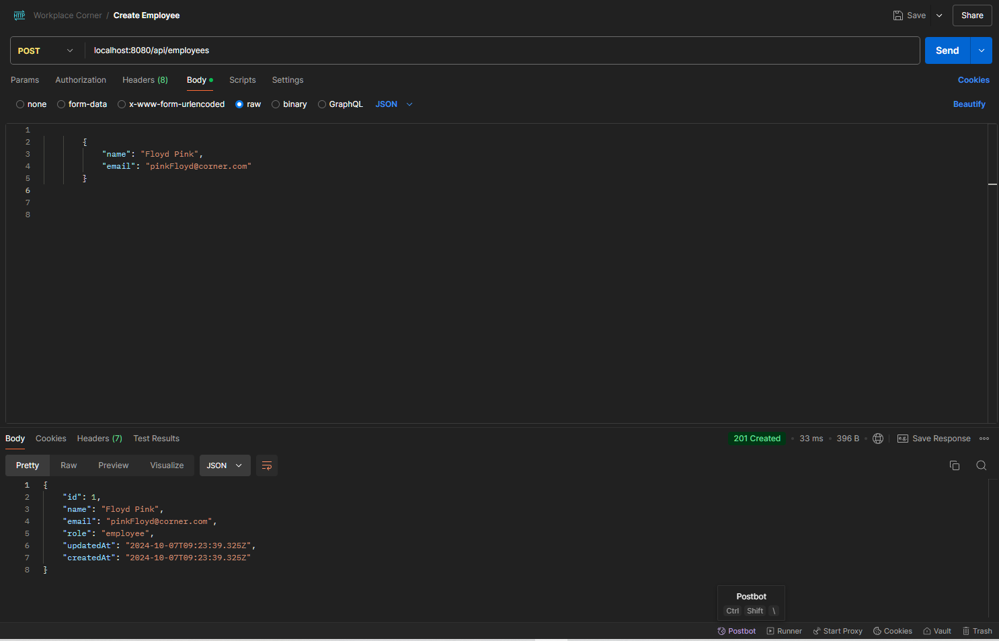 HTTP Workplace Corner / Create Employee Save Share
POST localhost:8080/api/employees Send
Params Authorization Headers (8) Body Scripts Settings Cookies
none form-data x-www-form-urlencoded raw binary GraphQL JSON Beautify
1
2 {
3 "name": "Floyd Pink",
4 "email": "pinkFloyd@corner.com"
5 }
6
7
8
Body Cookies Headers (7) Test Results 201 Created • 33 ms • 396 B • e.g. Save Response
Pretty Raw Preview Visualize JSON
1 {
2 "id": 1,
3 "name": "Floyd Pink",
4 "email": "pinkFloyd@corner.com",
5 "role": "employee",
6 "updatedAt": "2024-10-07T09:23:39.325Z",
7 "createdAt": "2024-10-07T09:23:39.325Z"
8 }
Postbot
Ctrl Shift \
Postbot Runner Start Proxy Cookies Vault Trash